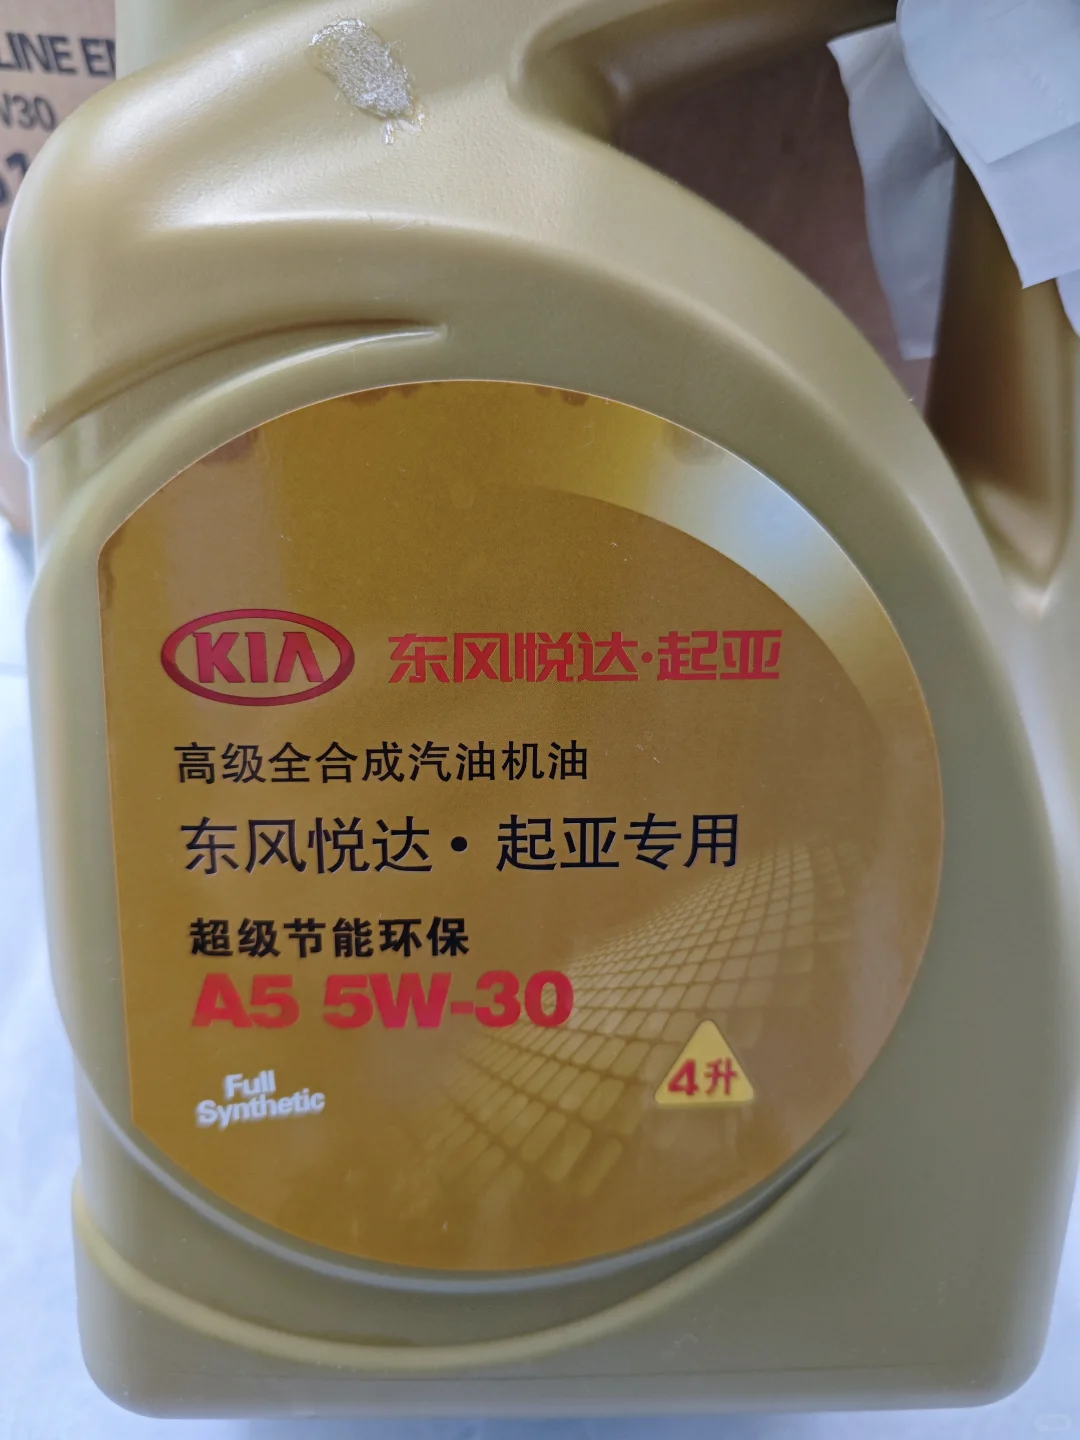 LINE E
W30
KIA 东风悦达·起亚
高级全合成汽油机油
东风悦达·起亚专用
超级节能环保
A5 5W-30
Full
Synthetic
4升